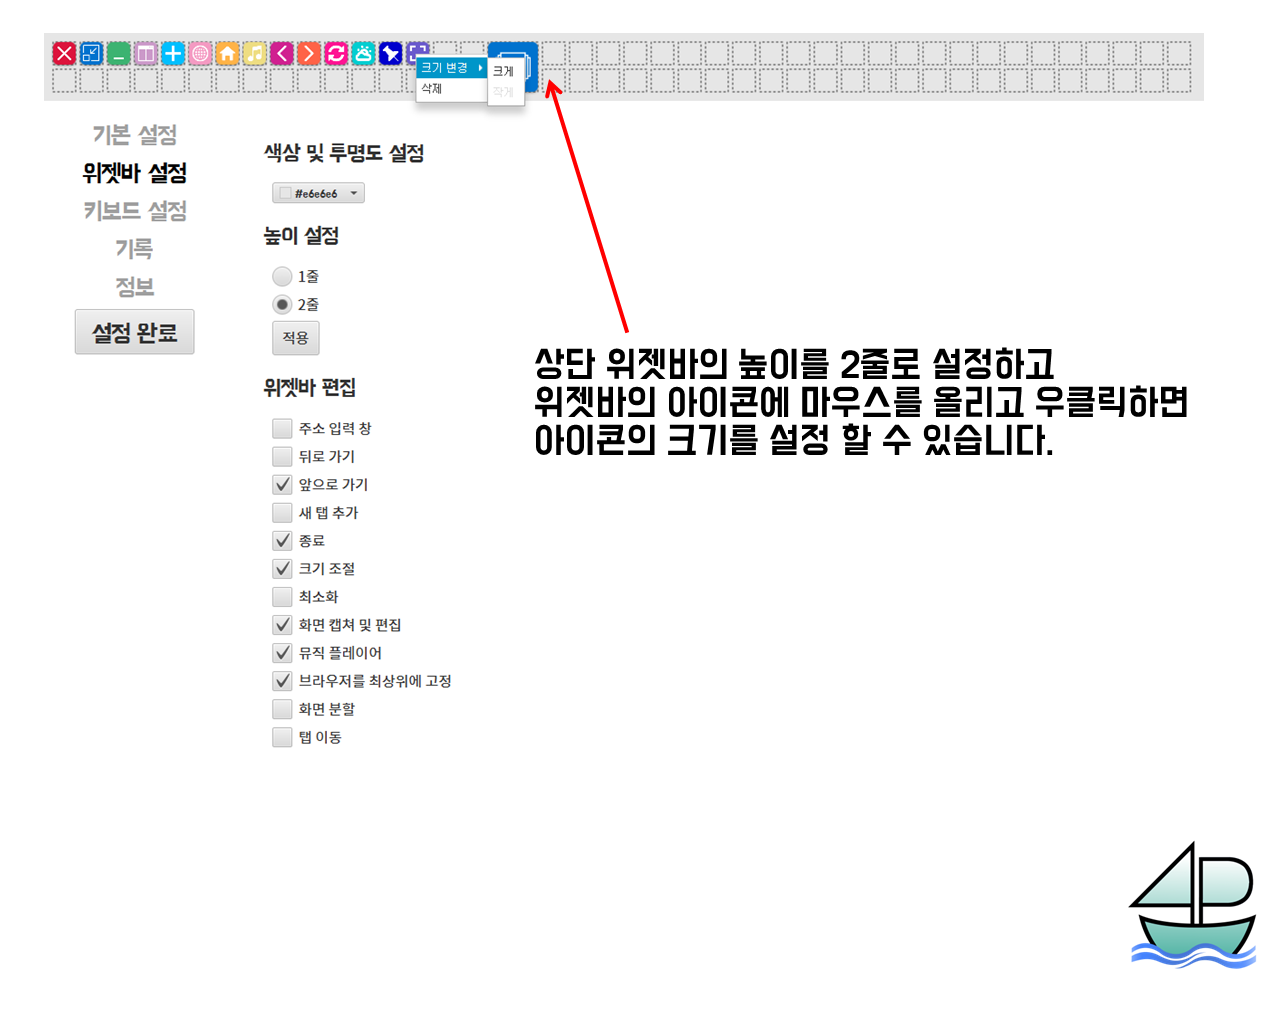 크기 변경
크게
삭제
작게
기본 설정
위젯바 설정
키보드 설정
기록
정보
설정 완료
색상 및 투명도 설정
#e6e6e6
높이 설정
1줄
2줄
적용
위젯바 편집
주소 입력 창
뒤로 가기
앞으로 가기
새 탭 추가
종료
크기 조절
최소화
화면 캡쳐 및 편집
뮤직 플레이어
브라우저를 최상위에 고정
화면 분할
탭 이동
상단 위젯바의 높이를 2줄로 설정하고
위젯바의 아이콘에 마우스를 올리고 우클릭하면
아이콘의 크기를 설정 할 수 있습니다.